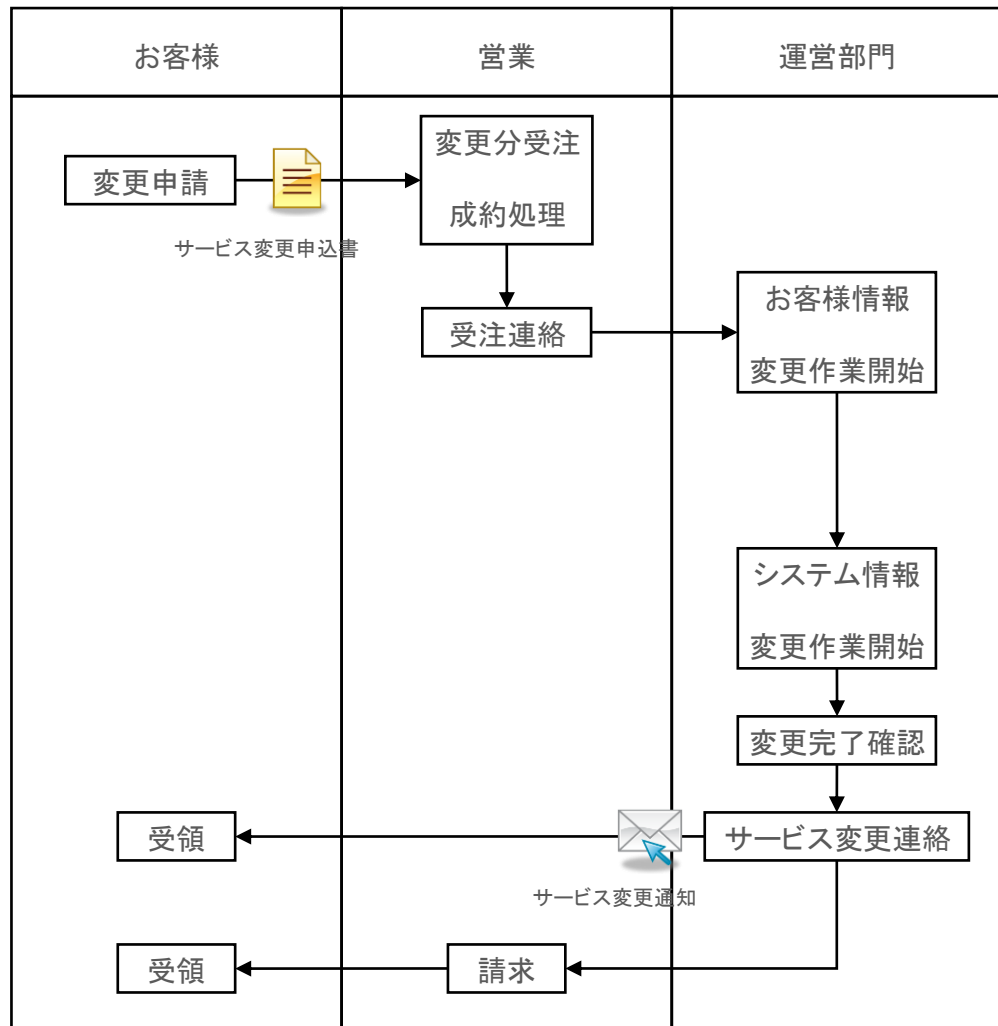 お客様
営業
運営部門
変更申請
サービス変更申込書
変更分受注
成約処理
受注連絡
お客様情報
変更作業開始
システム情報
変更作業開始
変更完了確認
サービス変更連絡
サービス変更通知
受領
請求
受領